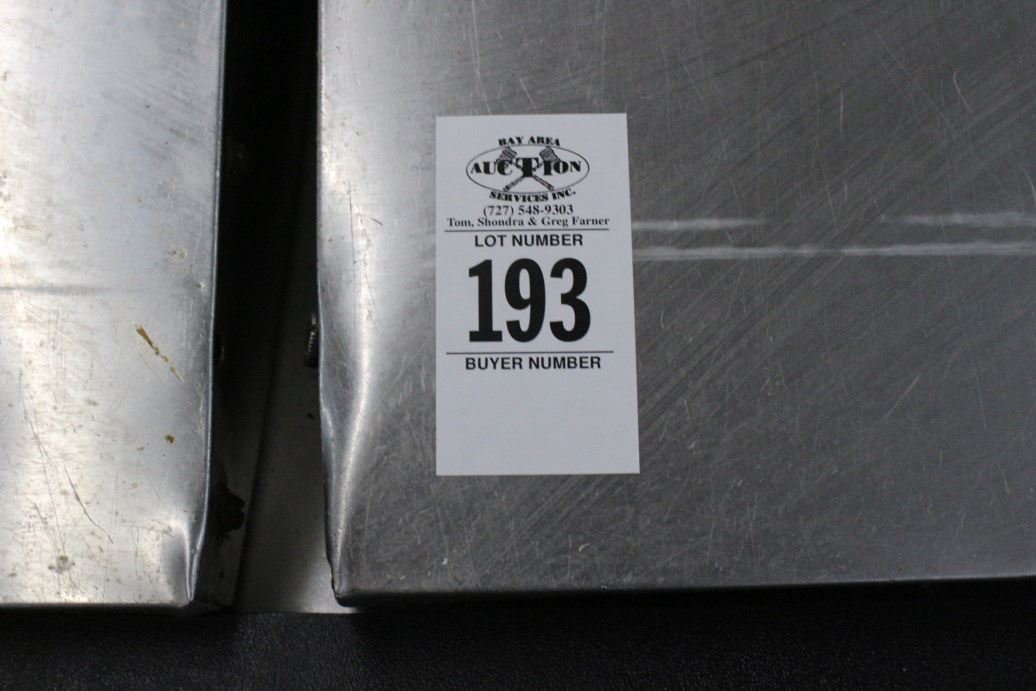 BAY AREA
AUCTION
SERVICES INC.
(727) 548-9303
Tom, Shondra & Greg Farner
LOT NUMBER
193
BUYER NUMBER